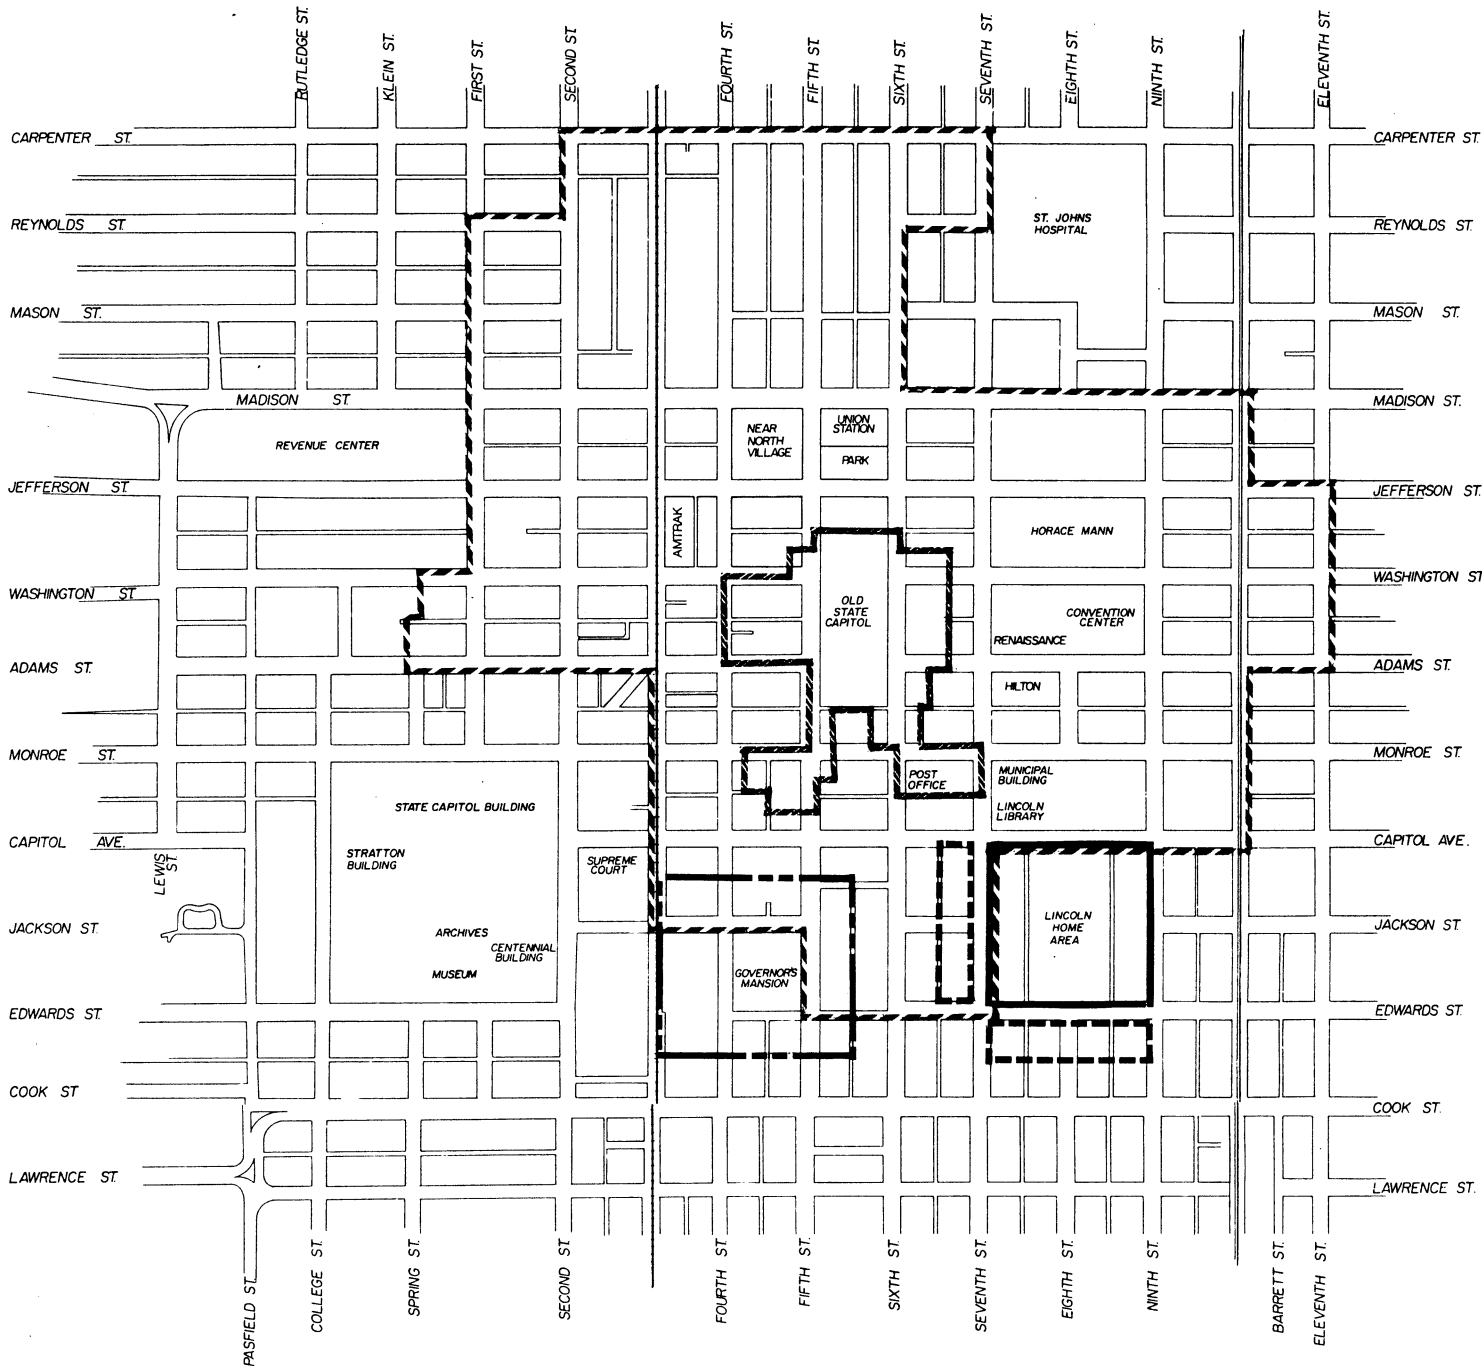 RUTLEDGE ST.
KLEIN ST.
FIRST ST.
SECOND ST.
FOURTH ST.
FIFTH ST.
SIXTH ST.
SEVENTH ST.
EIGHTH ST.
NINTH ST.
ELEVENTH ST.
CARPENTER ST.
CARPENTER ST.
REYNOLDS ST.
ST. JOHNS
HOSPITAL
REYNOLDS ST.
MASON ST.
MASON ST.
MADISON ST.
MADISON ST.
REVENUE CENTER
NEAR
NORTH
VILLAGE
UNION
STATION
PARK
JEFFERSON ST.
JEFFERSON ST.
AMTRAK
HORACE MANN
WASHINGTON ST.
WASHINGTON ST
OLD
STATE
CAPITOL
CONVENTION
CENTER
RENAISSANCE
ADAMS ST.
ADAMS ST.
HILTON
MONROE ST.
MONROE ST.
POST
OFFICE
MUNICIPAL
BUILDING
LINCOLN
LIBRARY
STATE CAPITOL BUILDING
CAPITOL AVE.
CAPITOL AVE.
LEWIS
ST.
STRATTON
BUILDING
SUPREME
COURT
JACKSON ST.
JACKSON ST.
ARCHIVES
CENTENNIAL
BUILDING
MUSEUM
GOVERNOR'S
MANSION
LINCOLN
HOME
AREA
EDWARDS ST.
EDWARDS ST.
COOK ST
COOK ST.
LAWRENCE ST.
LAWRENCE ST.
PASFIELD ST.
COLLEGE ST.
SPRING ST.
SECOND ST.
FOURTH ST.
FIFTH ST.
SIXTH ST.
SEVENTH ST.
EIGHTH ST.
NINTH ST.
BARRETT ST.
ELEVENTH ST.